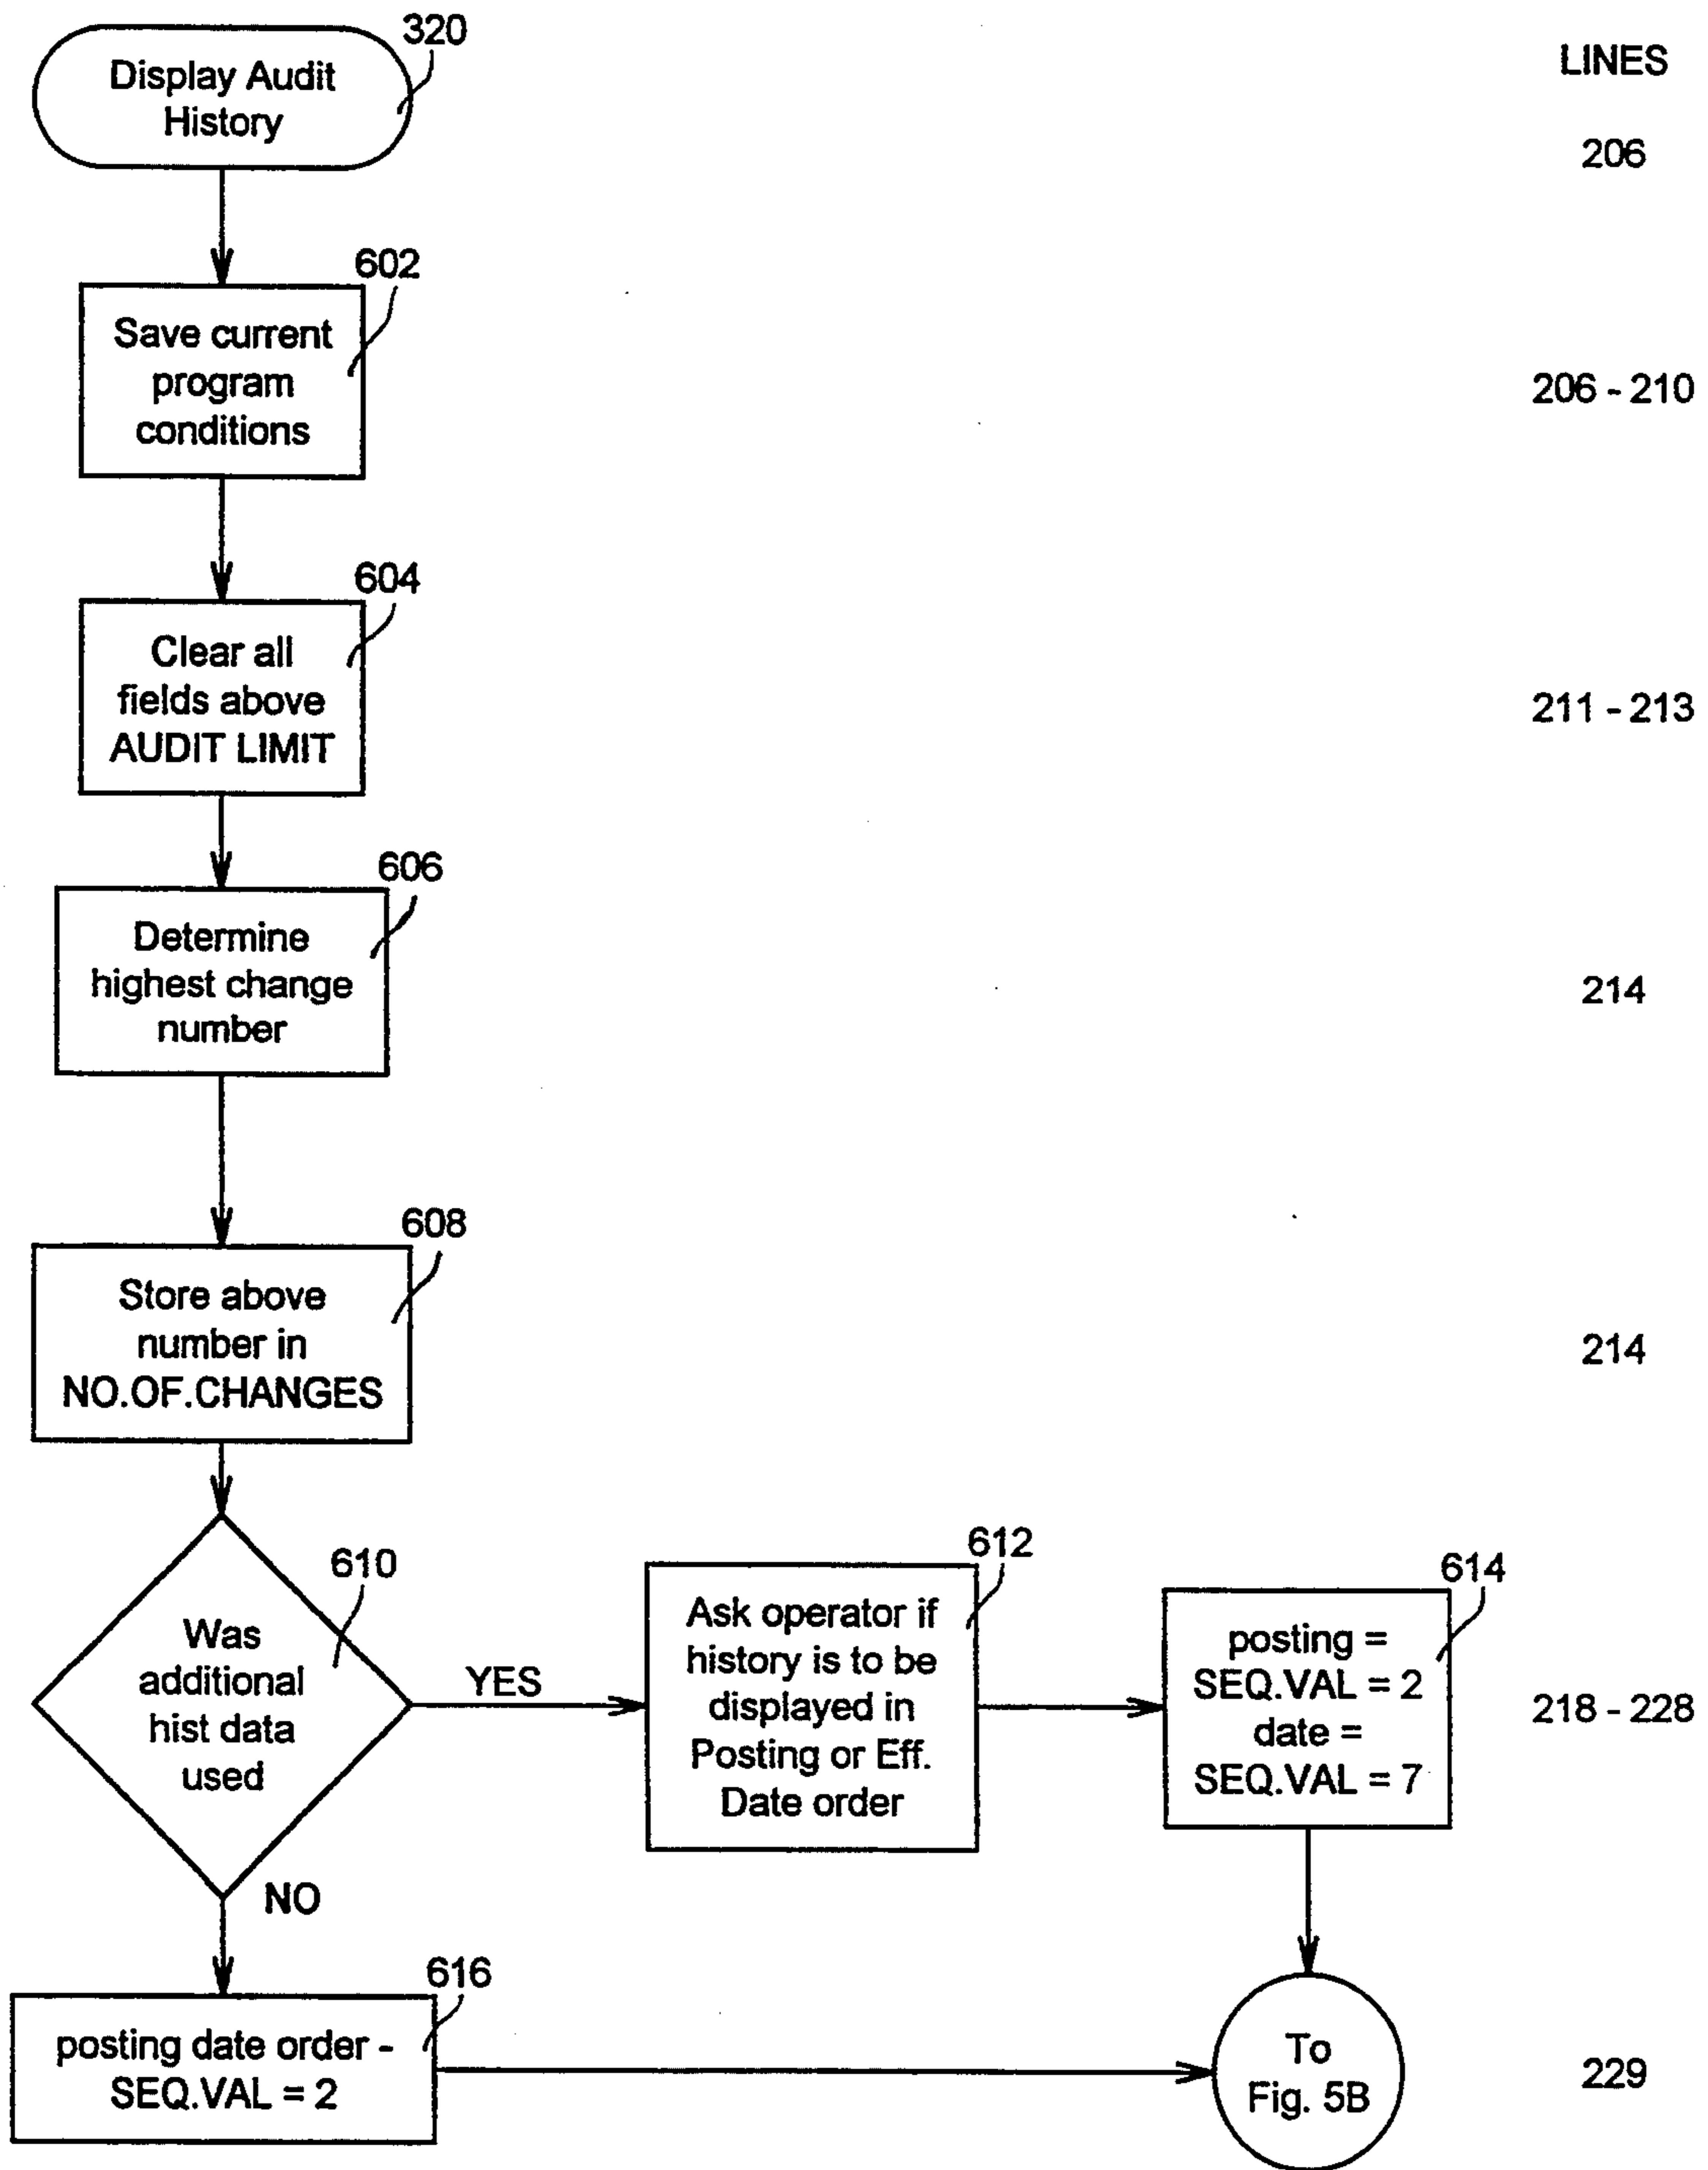 320
LINES
Display Audit
History
206
602
Save current
program
conditions
206 - 210
604
Clear all
fields above
AUDIT LIMIT
211 - 213
606
Determine
highest change
number
214
608
Store above
number in
NO.OF.CHANGES
214
610
Was
additional
hist data
used
YES
NO
612
Ask operator if
history is to be
displayed in
Posting or Eff.
Date order
614
posting =
SEQ.VAL = 2
date =
SEQ.VAL = 7
218 - 228
616
posting date order -
SEQ.VAL = 2
To
Fig. 5B
229